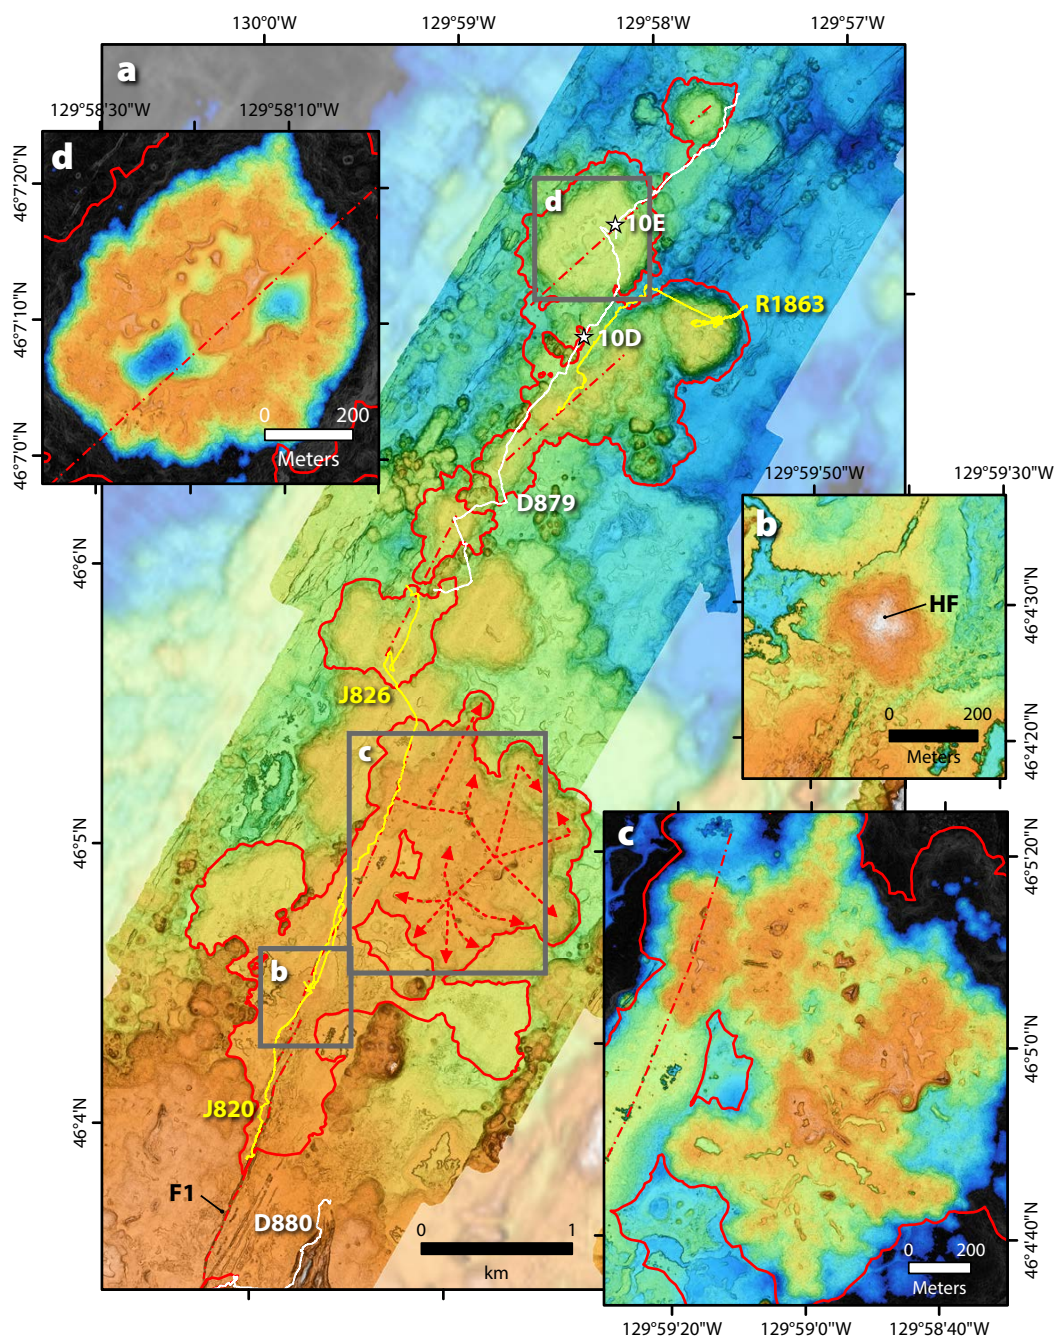 130°0'W
129°59'W
129°58'W
129°57'W
a
129°58'30"W
129°58'10"W
d
46°7'20"N
46°7'10"N
46°7'0"N
0
200
Meters
d
10E
R1863
10D
D879
129°59'50"W
129°59'30"W
b
HF
46°4'30"N
46°4'20"N
0
200
Meters
46°6'N
J826
c
46°5'N
b
J820
46°4'N
F1
D880
0
1
km
c
46°5'20"N
46°5'0"N
46°4'40"N
0
200
Meters
129°59'20"W
129°59'0"W
129°58'40"W